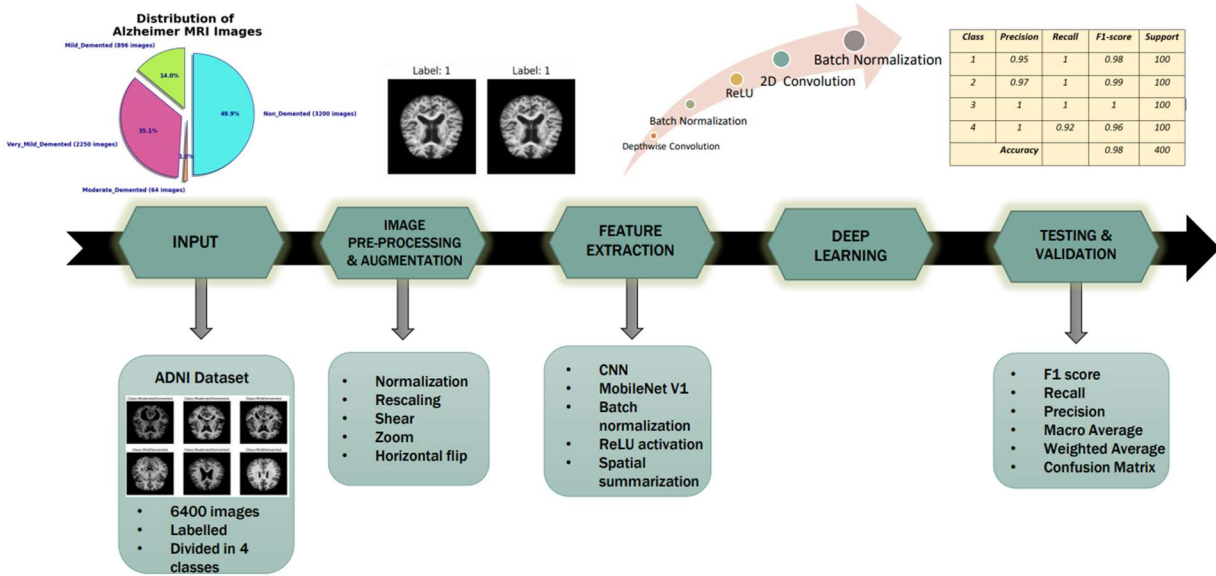 Distribution of
Alzheimer MRI Images
Mild_Demented (896 images)
14.0%
49.9%
Non_Demented (3200 images)
35.1%
Very_Mild_Demented (2250 images)
1.0%
Moderate_Demented (64 images)
Label: 1
Label: 1
Batch Normalization
2D Convolution
ReLU
Batch Normalization
Depthwise Convolution
Class Precision Recall F1-score Support
1 0.95 1 0.98 100
2 0.97 1 0.99 100
3 1 1 1 100
4 1 0.92 0.96 100
Accuracy 0.98 400
INPUT
IMAGE
PRE-PROCESSING
& AUGMENTATION
FEATURE
EXTRACTION
DEEP
LEARNING
TESTING &
VALIDATION
ADNI Dataset
• 6400 images
• Labelled
• Divided in 4
classes
• Normalization
• Rescaling
• Shear
• Zoom
• Horizontal flip
• CNN
• MobileNet V1
• Batch
normalization
• ReLU activation
• Spatial
summarization
• F1 score
• Recall
• Precision
• Macro Average
• Weighted Average
• Confusion Matrix